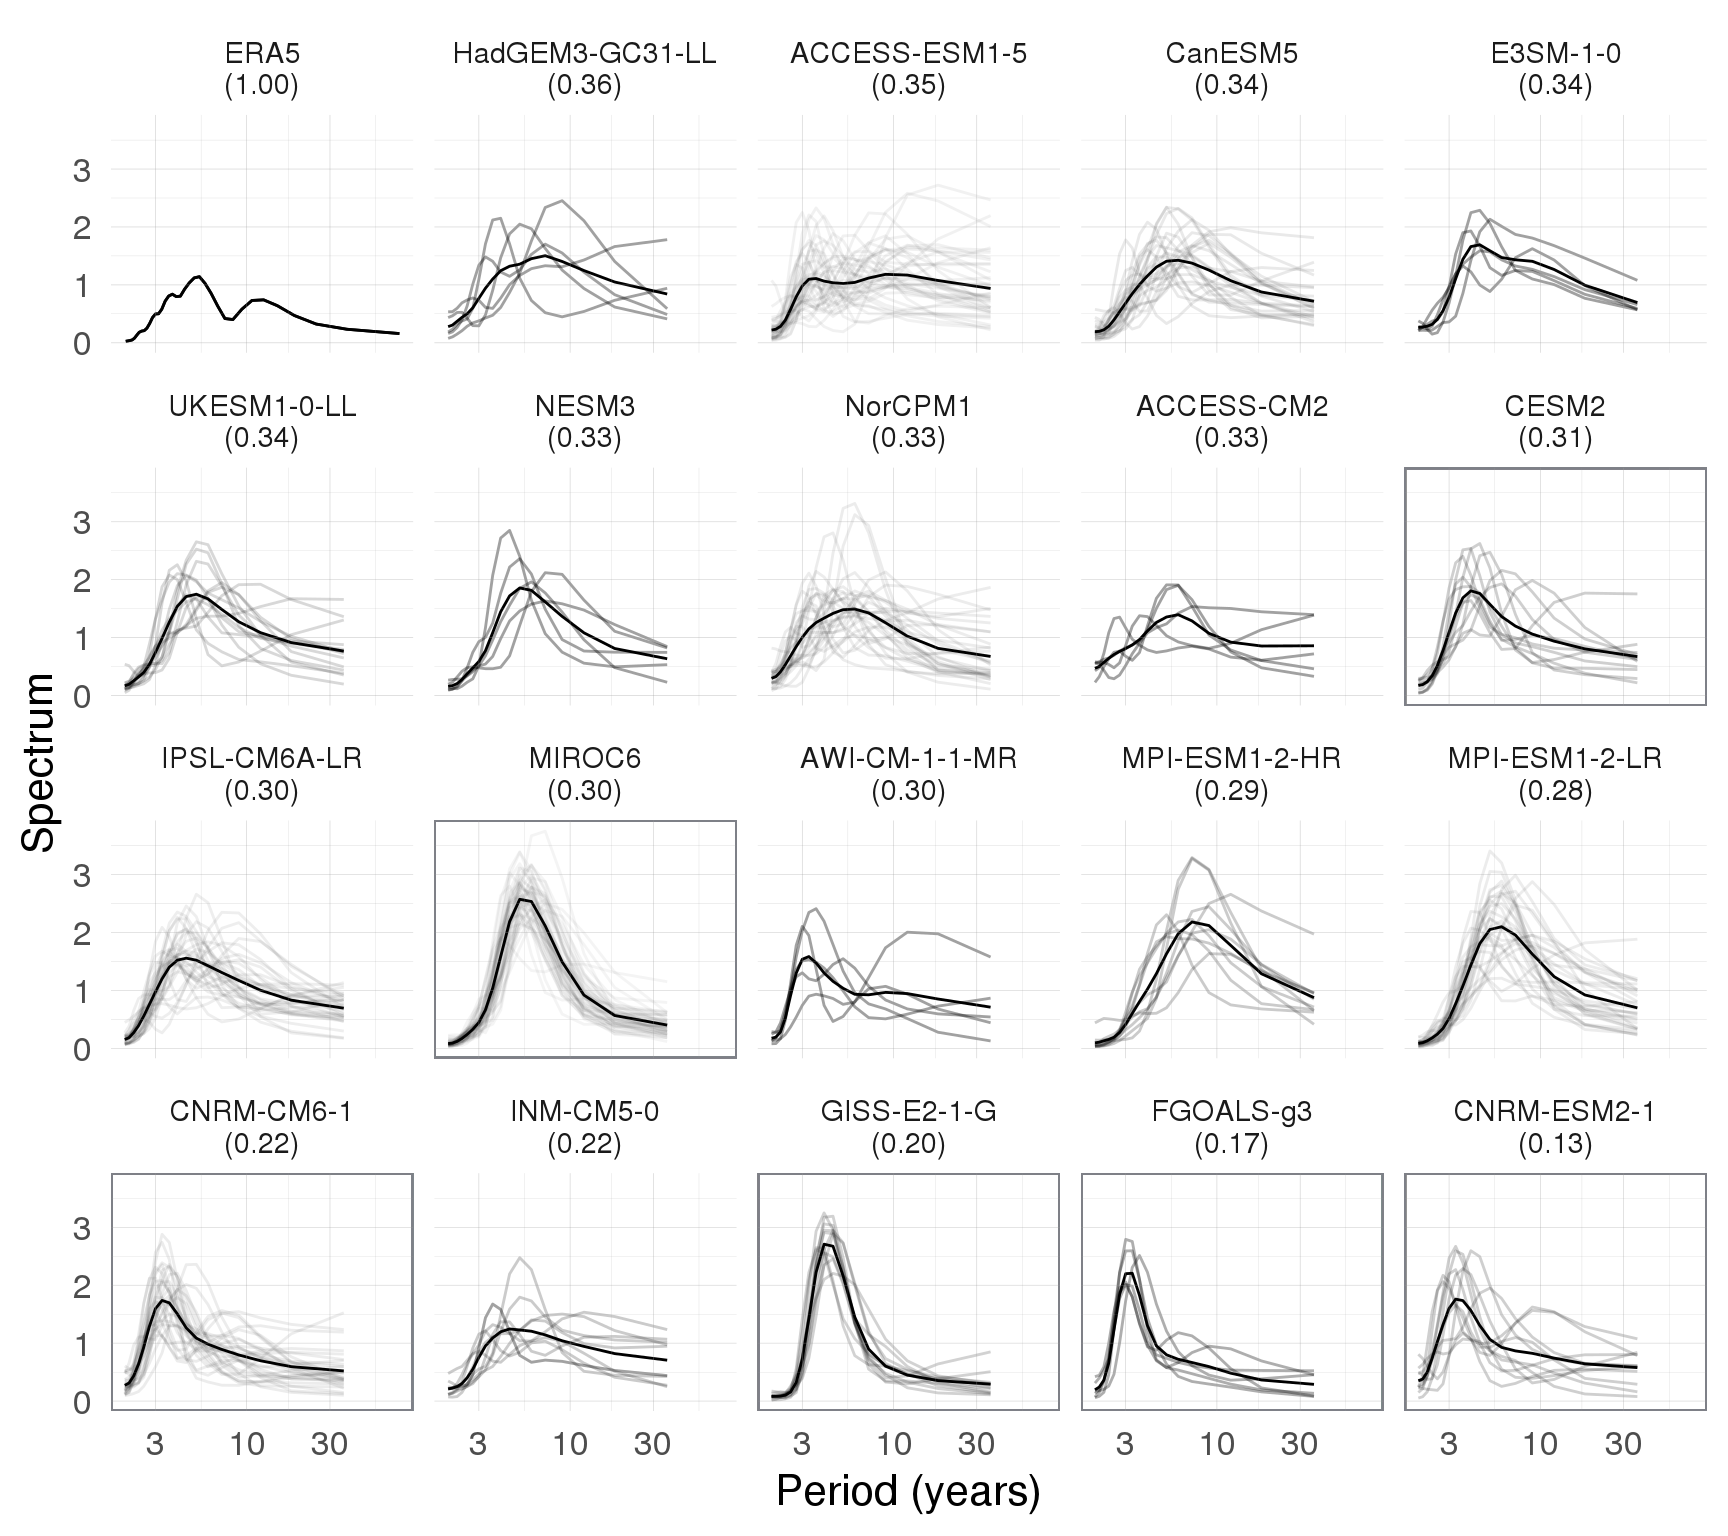 ERA5
(1.00)
HadGEM3-GC31-LL
(0.36)
ACCESS-ESM1-5
(0.35)
CanESM5
(0.34)
E3SM-1-0
(0.34)
3
2
1
0
UKESM1-0-LL
(0.34)
NESM3
(0.33)
NorCPM1
(0.33)
ACCESS-CM2
(0.33)
CESM2
(0.31)
3
2
1
0
IPSL-CM6A-LR
(0.30)
MIROC6
(0.30)
AWI-CM-1-1-MR
(0.30)
MPI-ESM1-2-HR
(0.29)
MPI-ESM1-2-LR
(0.28)
3
2
1
0
CNRM-CM6-1
(0.22)
INM-CM5-0
(0.22)
GISS-E2-1-G
(0.20)
FGOALS-g3
(0.17)
CNRM-ESM2-1
(0.13)
3
2
1
0
3 10 30
3 10 30
3 10 30
3 10 30
3 10 30
Period (years)
Spectrum